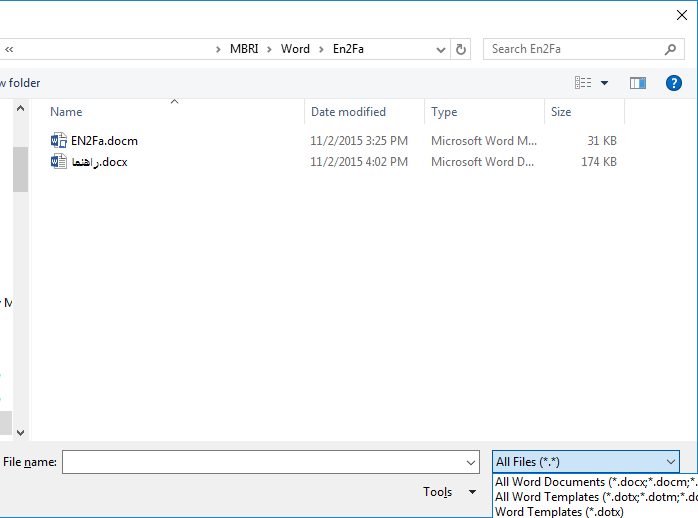 « > MBRI > Word > En2Fa
Search En2Fa
w folder
?
Name Date modified Type Size
EN2Fa.docm 11/2/2015 3:25 PM Microsoft Word M... 31 KB
راهنما.docx 11/2/2015 4:02 PM Microsoft Word D... 174 KB
y M
File name:
All Files (*.*)
All Word Documents (*.docx;*.docm;*.
Tools
All Word Templates (*.dotx;*.dotm;*.do
Word Templates (*.dotx)